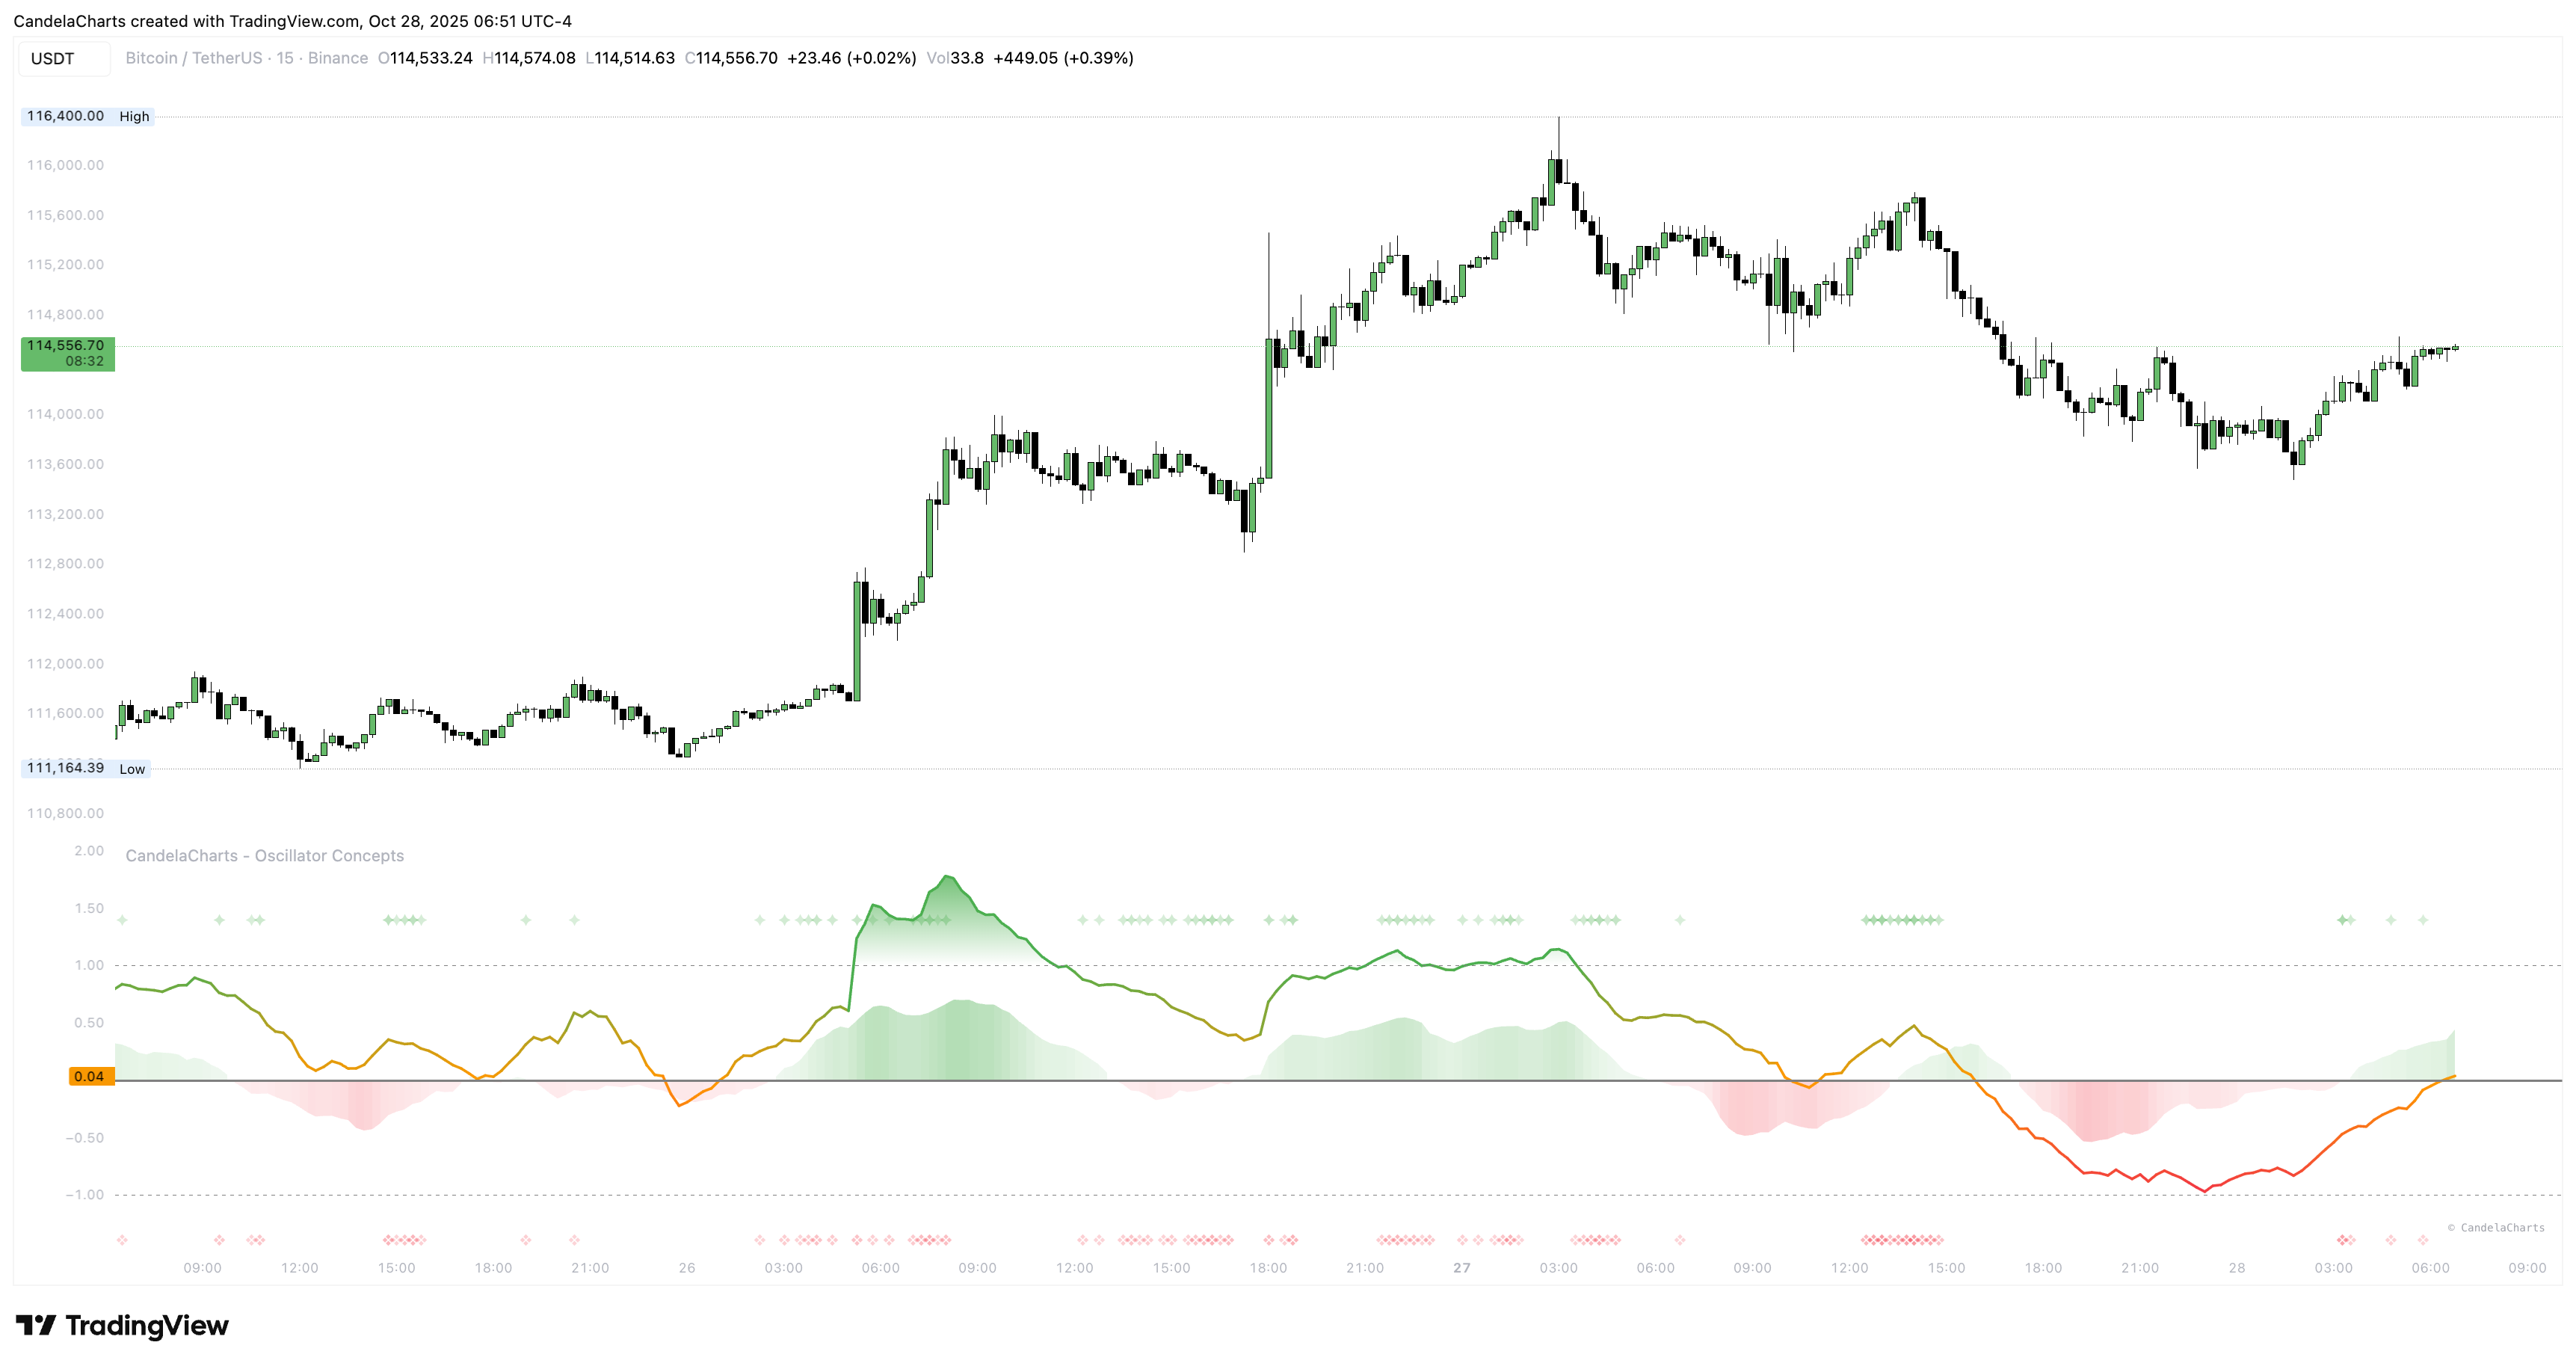 CandelaCharts created with TradingView.com, Oct 28, 2025 06:51 UTC-4
USDT Bitcoin / TetherUS · 15 · Binance O114,533.24 H114,574.08 L114,514.63 C114,556.70 +23.46 (+0.02%) Vol33.8 +449.05 (+0.39%)
116,400.00 High
116,000.00
115,600.00
115,200.00
114,800.00
114,556.70
08:32
114,000.00
113,600.00
113,200.00
112,800.00
112,400.00
112,000.00
111,600.00
111,164.39 Low
110,800.00
2.00
CandelaCharts - Oscillator Concepts
1.50
1.00
0.50
0.04
−0.50
−1.00
© CandelaCharts
09:00 12:00 15:00 18:00 21:00 26 03:00 06:00 09:00 12:00 15:00 18:00 21:00 27 03:00 06:00 09:00 12:00 15:00 18:00 21:00 28 03:00 06:00 09:00
TradingView